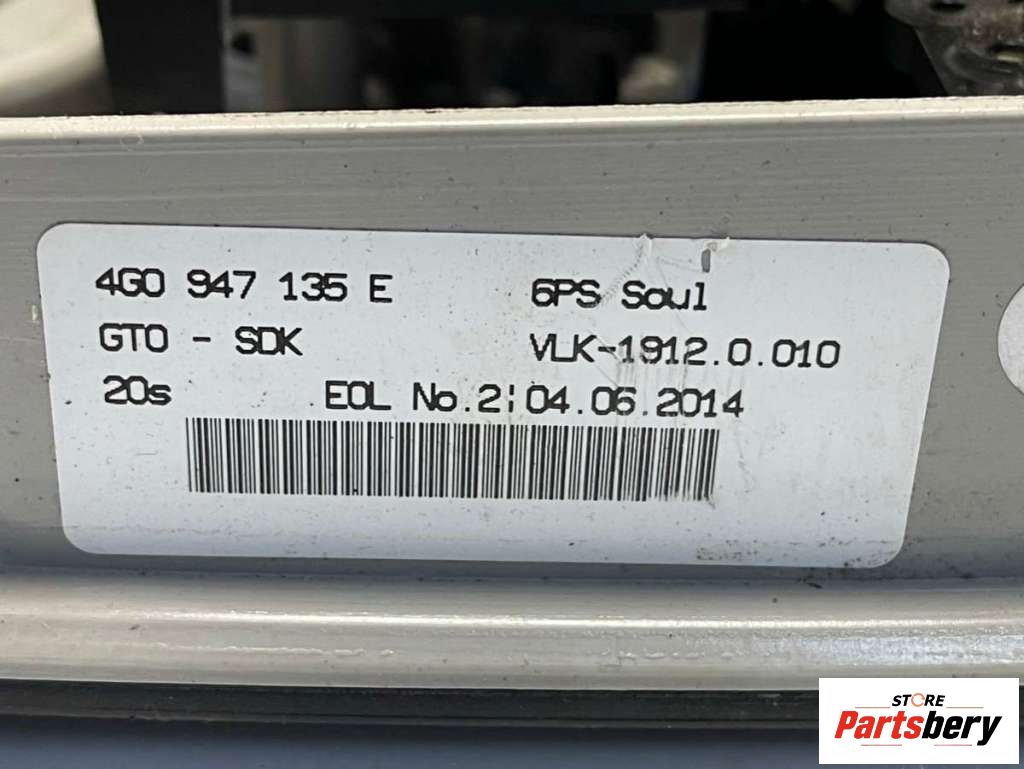 4G0 947 135 E 6PS Soul
GTO - SDK VLK-1912.0.010
20s EOL No.2: 04.06.2014
STORE
Partsbery